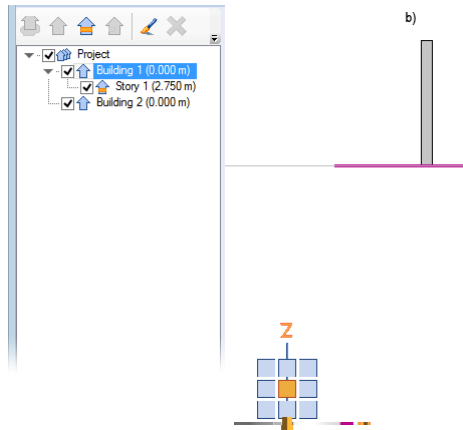 b)
Project
Building 1 (0.000 m)
Story 1 (2.750 m)
Building 2 (0.000 m)
Z